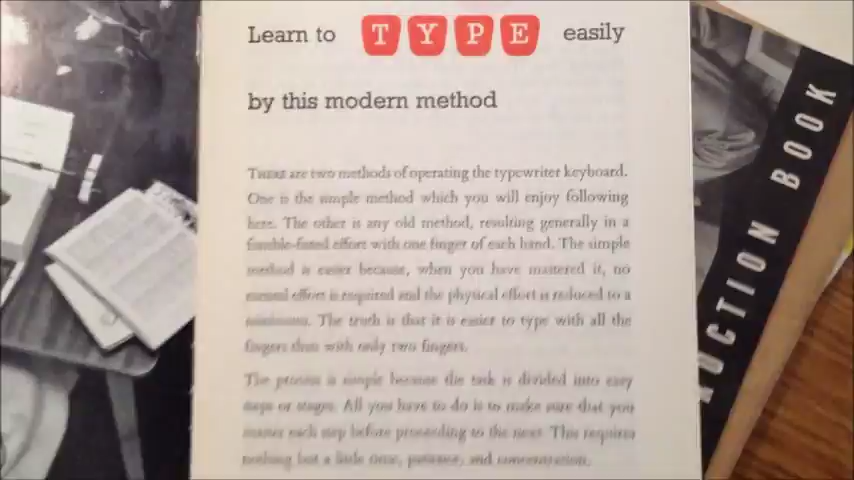 Learn to TYPE easily
by this modern method
THERE are two methods of operating the typewriter keyboard.
One is the simple method which you will enjoy following
here. The other is any old method, resulting generally in a
fumble-fisted effort with one finger of each hand. The simple
method is easier because, when you have mastered it, no
mental effort is required and the physical effort is reduced to a
minimum. The truth is that it is easier to type with all the
fingers than with only two fingers.
The process is simple because the task is divided into easy
steps or stages. All you have to do is to make sure that you
master each step before proceeding to the next. This requires
nothing but a little time, patience, and concentration.
UCTION BOOK